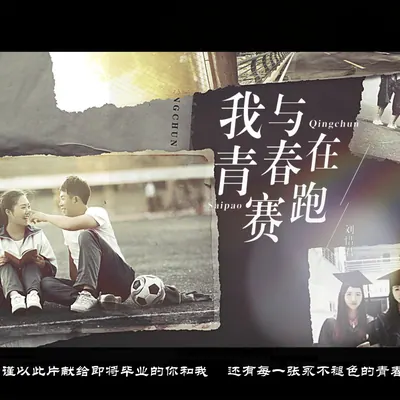 NGCHUN
我与
Qingchun
青春在
Saipao
赛跑
谨以此片献给即将毕业的你和我 还有每一张永不褪色的青春